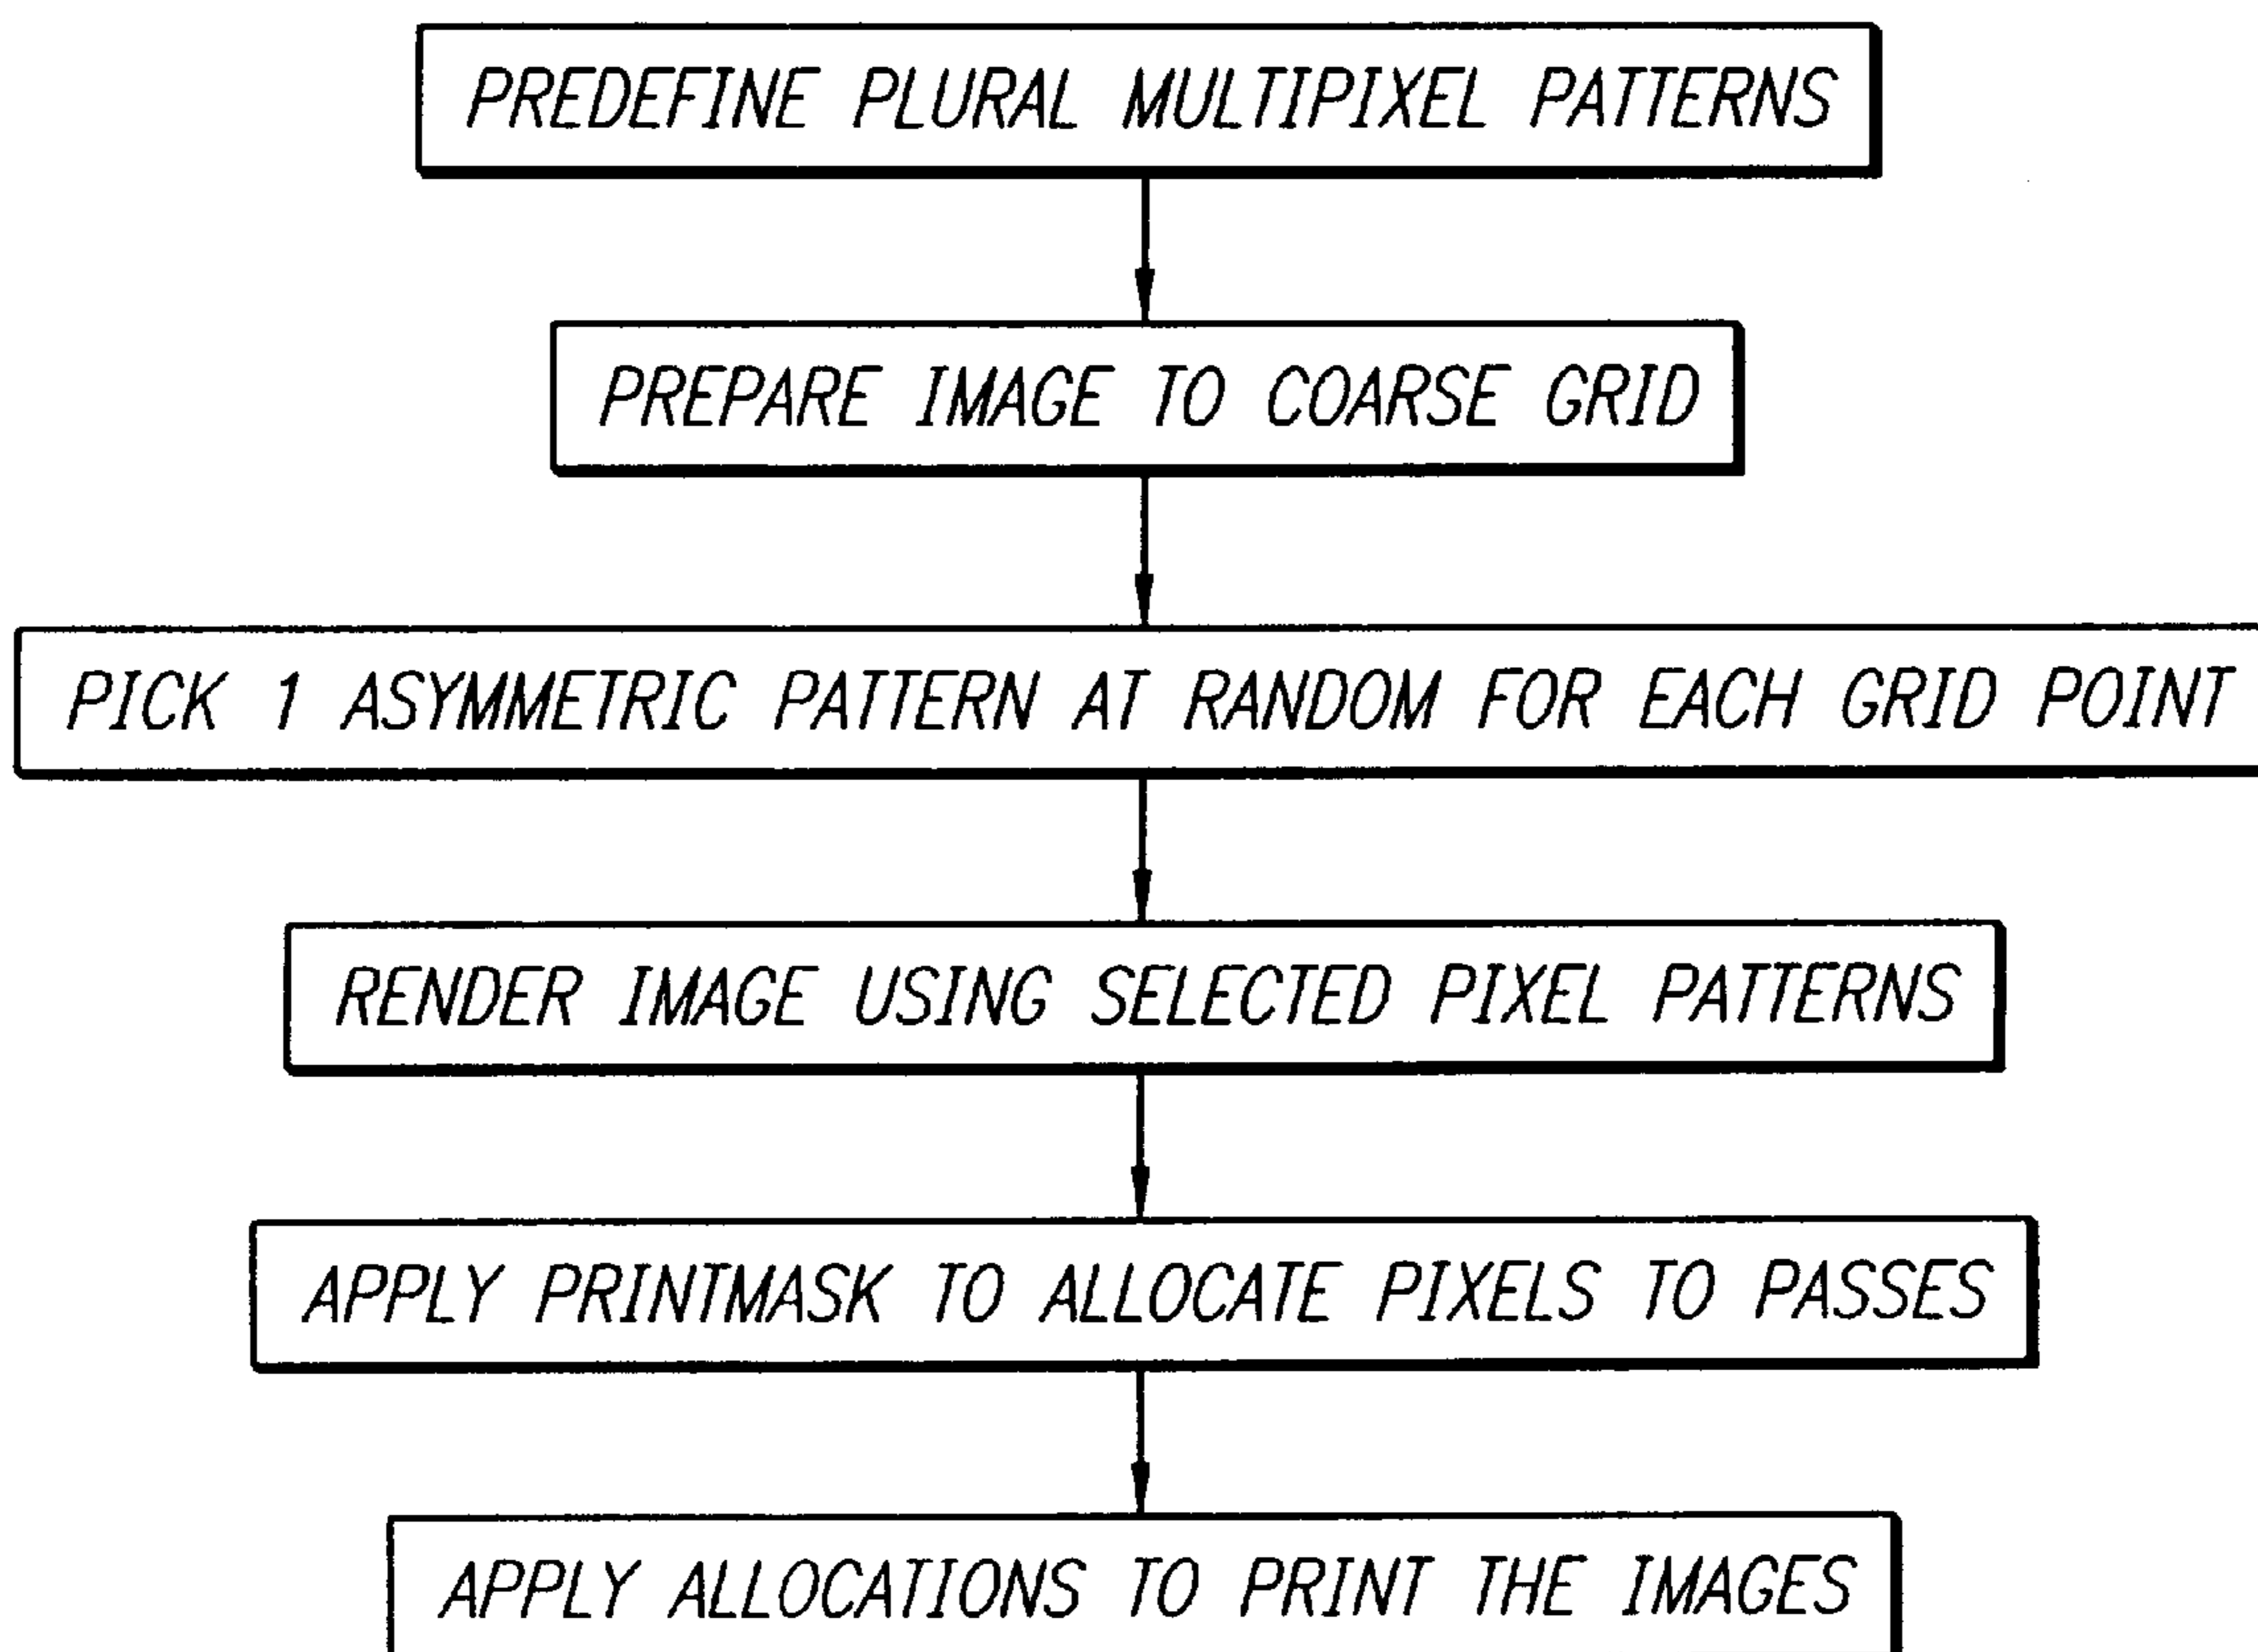 PREDEFINE PLURAL MULTIPIXEL PATTERNS
PREPARE IMAGE TO COARSE GRID
PICK 1 ASYMMETRIC PATTERN AT RANDOM FOR EACH GRID POINT
RENDER IMAGE USING SELECTED PIXEL PATTERNS
APPLY PRINTMASK TO ALLOCATE PIXELS TO PASSES
APPLY ALLOCATIONS TO PRINT THE IMAGES